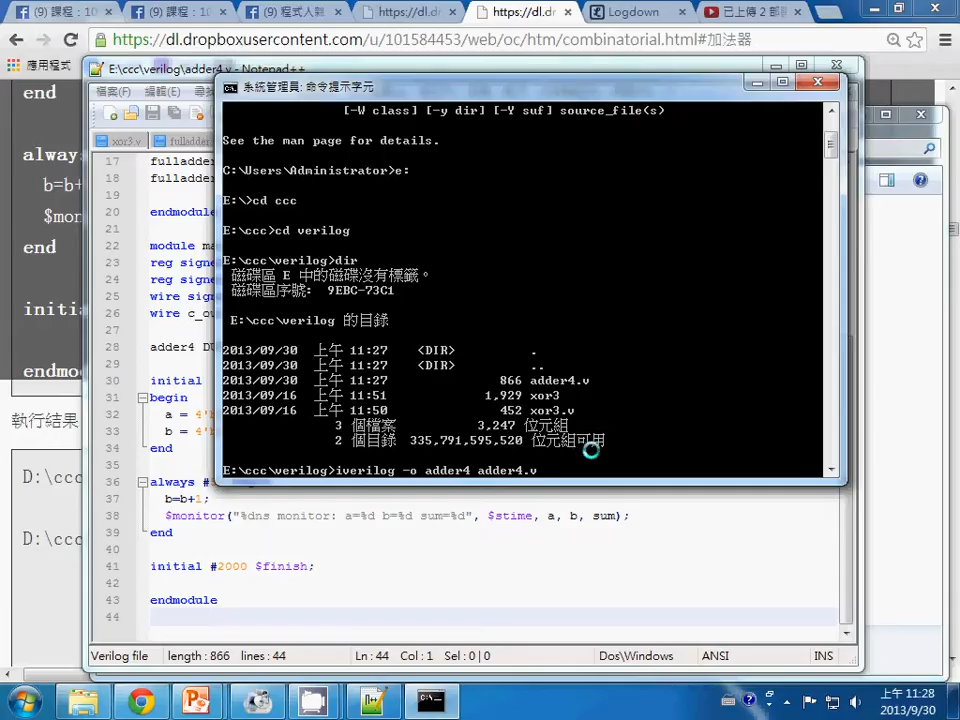 (9) 課程：10
(9) 課程：10
(9) 程式人
https://dl.dr
https://dl.dr
Logdown
已上傳 2 部
https://dl.dropboxusercontent.com/u/101584453/web/oc/htm/combinatorial.html#加法器
應用程式
E:\ccc\verilog\adder4.v - Notepad++
檔案(F) 編輯(E) 尋
xor3.v fulladder
end
always
b=b+
$mon
end
initia
endmod
執行結果
D:\ccc
D:\ccc
系統管理員: 命令提示字元
[-W class] [-y dir] [-Y suf] source_file(s)
See the man page for details.
C:\Users\Administrator>e:
E:\>cd ccc
E:\ccc>cd verilog
E:\ccc\verilog>dir
磁碟區 E 中的磁碟沒有標籤。
磁碟區序號:  9EBC-73C1
E:\ccc\verilog 的目錄
2013/09/30  上午 11:27    <DIR>          .
2013/09/30  上午 11:27    <DIR>          ..
2013/09/30  上午 11:27               866 adder4.v
2013/09/16  上午 11:51             1,929 xor3
2013/09/16  上午 11:50               452 xor3.v
3 個檔案           3,247 位元組
2 個目錄  335,791,595,520 位元組可用
E:\ccc\verilog>iverilog -o adder4 adder4.v
17 fulladde
18 fulladde
19
20 endmodul
21
22 module ma
23 reg signe
24 reg signe
25 wire sign
26 wire c_ou
27
28 adder4 DU
29
30 initial
31 begin
32 a = 4'b
33 b = 4'b
34 end
35
36 always #
37 b=b+1;
38 $monitor("%dns monitor: a=%d b=%d sum=%d", $stime, a, b, sum);
39 end
40
41 initial #2000 $finish;
42
43 endmodule
44
Verilog file length : 866 lines : 44 Ln : 44 Col : 1 Sel : 0 | 0 Dos\Windows ANSI INS
上午 11:28
2013/9/30